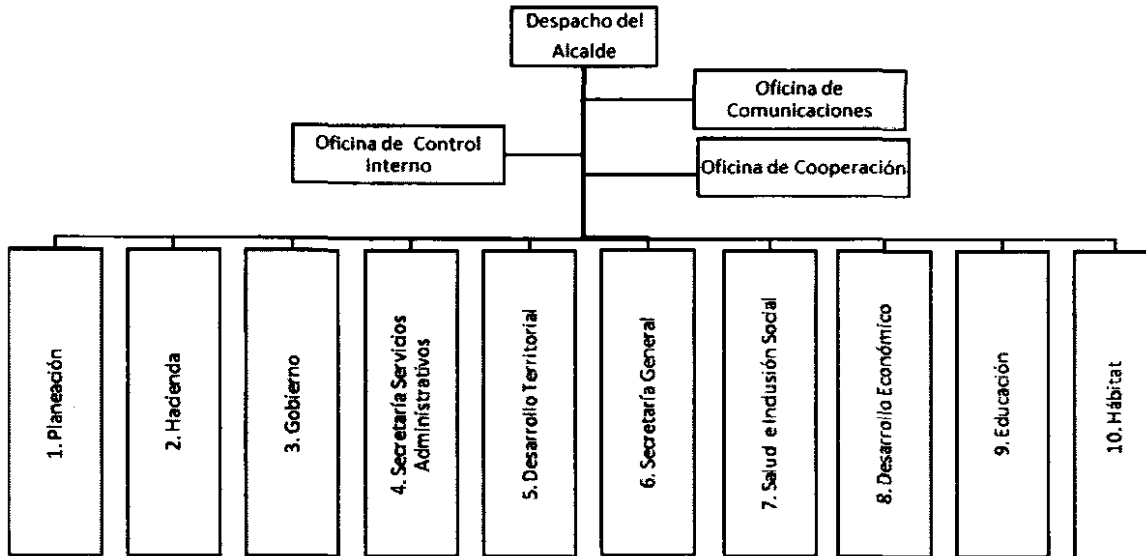 Despacho del
Alcalde
Oficina de
Comunicaciones
Oficina de Control
Interno
Oficina de Cooperación
1. Planeación
2. Hacienda
3. Gobierno
4. Secretaría Servicios
Administrativos
5. Desarrollo Territorial
6. Secretaría General
7. Salud e Indusión Social
8. Desarrollo Económico
9. Educación
10. Hábitat